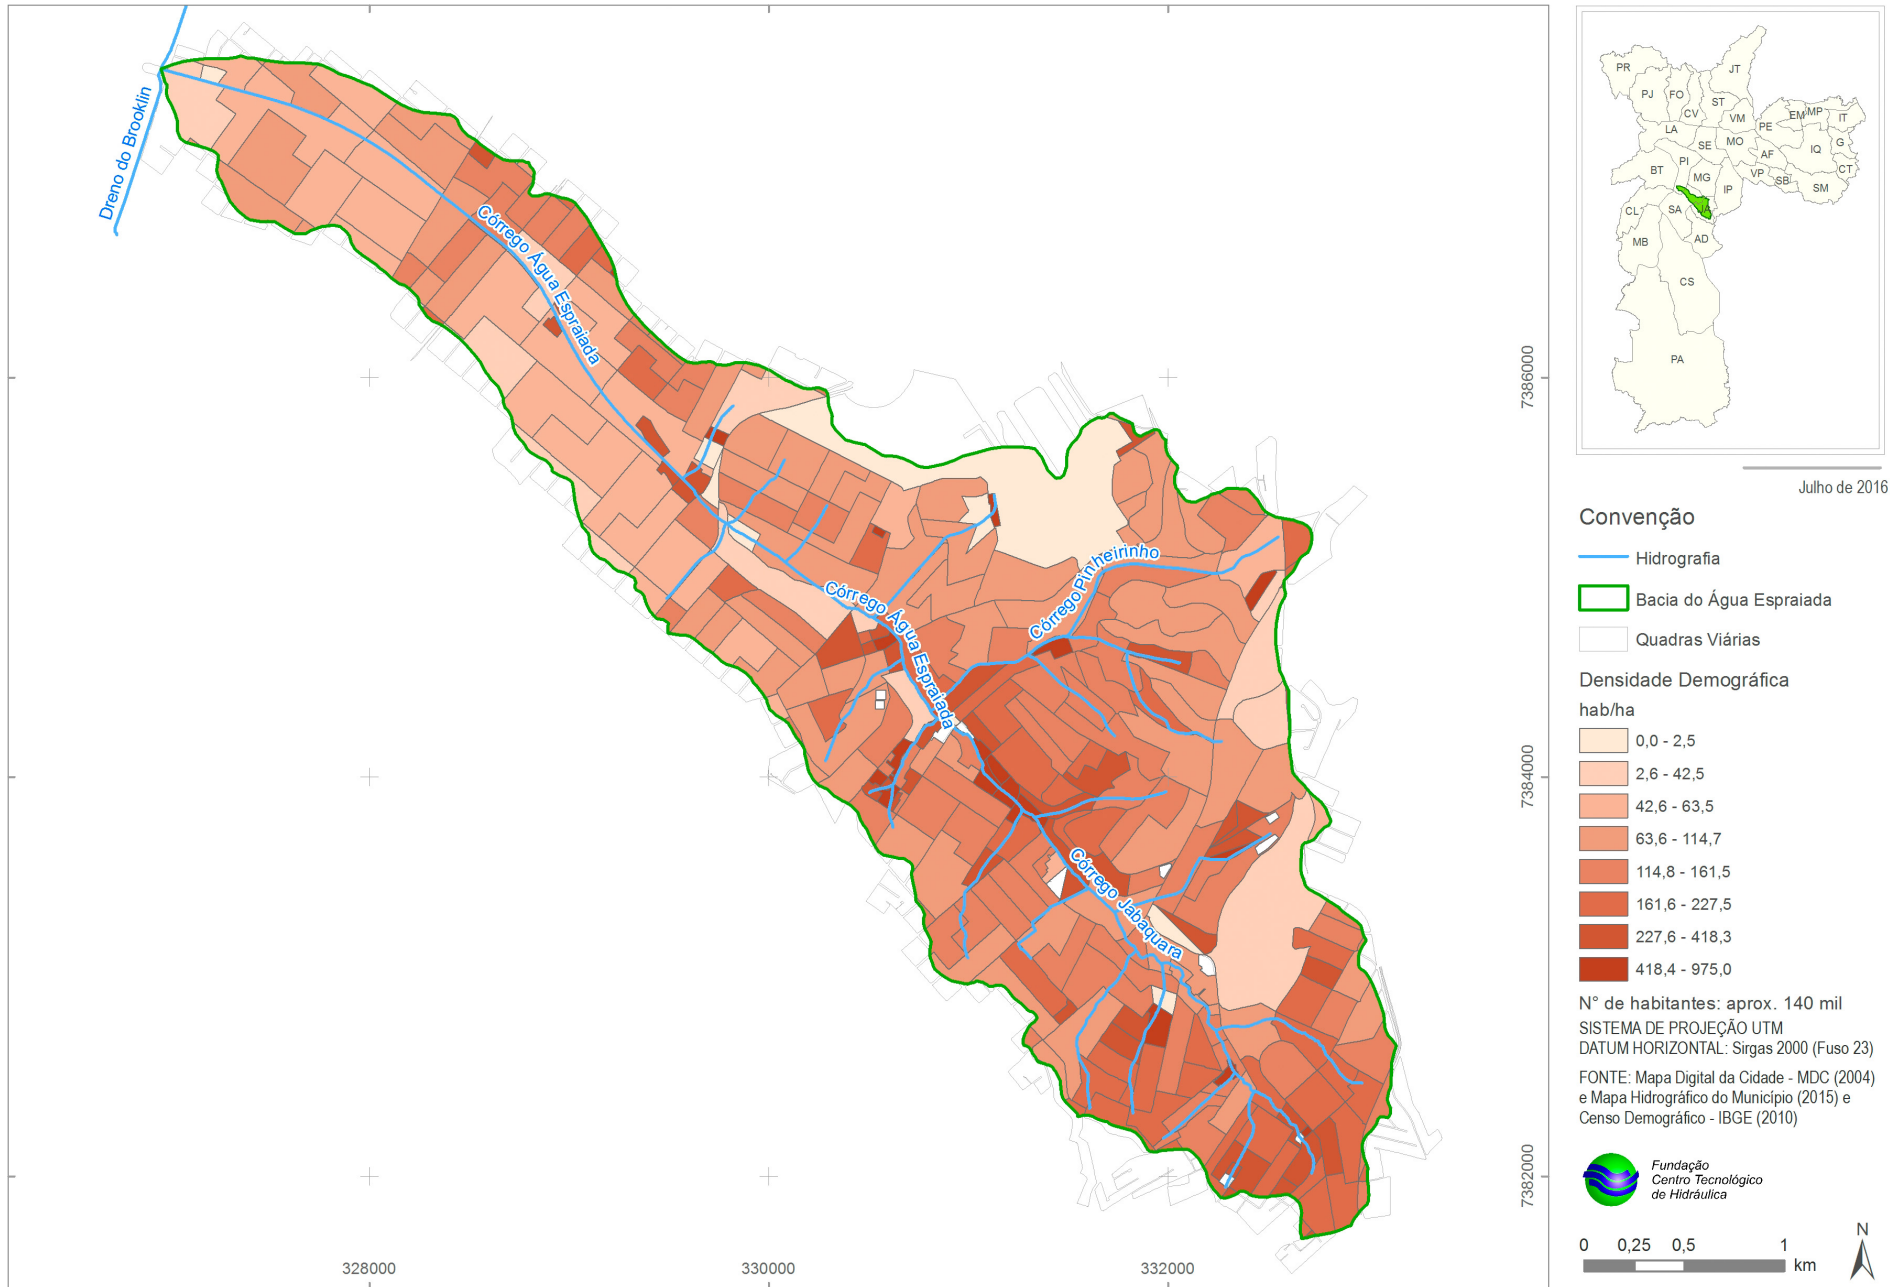 Dreno do Brooklin
Córrego Água Espraiada
Córrego Água Espraiada
Córrego Pinheirinho
Córrego Jabaquara
7386000
7384000
7382000
328000
330000
332000
PR
JT
PJ
FO
ST
CV
VM
EM
MP
IT
LA
PE
SE
MO
IQ
G
AF
PI
BT
MG
VP
SB
CT
IP
SM
CL
SA
JA
MB
AD
CS
PA
Julho de 2016
Convenção
Hidrografia
Bacia do Água Espraiada
Quadras Viárias
Densidade Demográfica
hab/ha
0,0 - 2,5
2,6 - 42,5
42,6 - 63,5
63,6 - 114,7
114,8 - 161,5
161,6 - 227,5
227,6 - 418,3
418,4 - 975,0
N° de habitantes: aprox. 140 mil
SISTEMA DE PROJEÇÃO UTM
DATUM HORIZONTAL: Sirgas 2000 (Fuso 23)
FONTE: Mapa Digital da Cidade - MDC (2004)
e Mapa Hidrográfico do Município (2015) e
Censo Demográfico - IBGE (2010)
Fundação
Centro Tecnológico
de Hidráulica
0 0,25 0,5 1
km
N